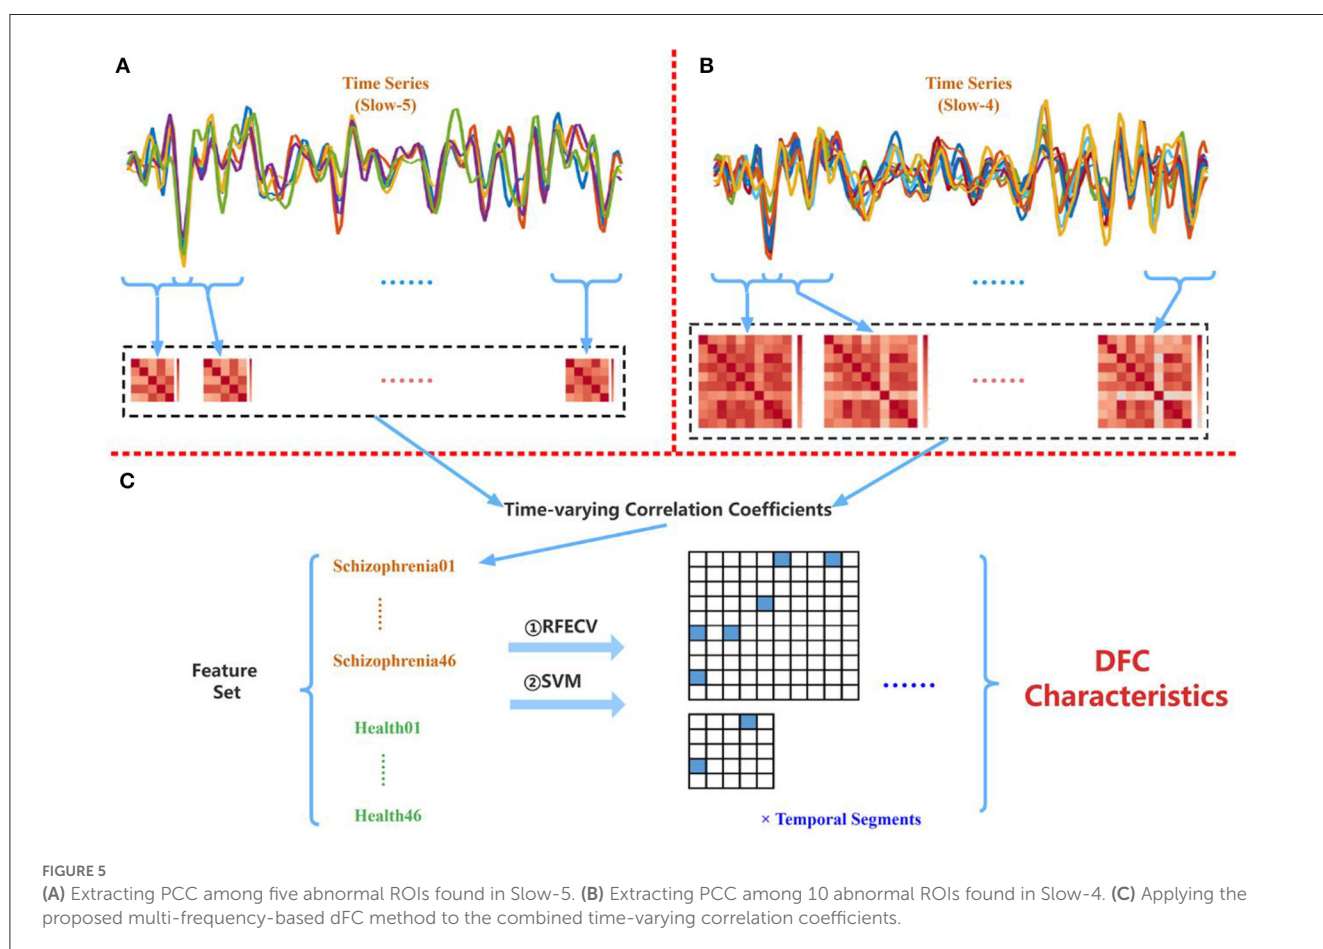 A
Time Series
(Slow-5)
B
Time Series
(Slow-4)
C
Time-varying Correlation Coefficients
Feature
Set
Schizophrenia01
Schizophrenia46
Health01
Health46
①RFECV
②SVM
× Temporal Segments
DFC
Characteristics
FIGURE 5
(A) Extracting PCC among five abnormal ROIs found in Slow-5. (B) Extracting PCC among 10 abnormal ROIs found in Slow-4. (C) Applying the
proposed multi-frequency-based dFC method to the combined time-varying correlation coefficients.